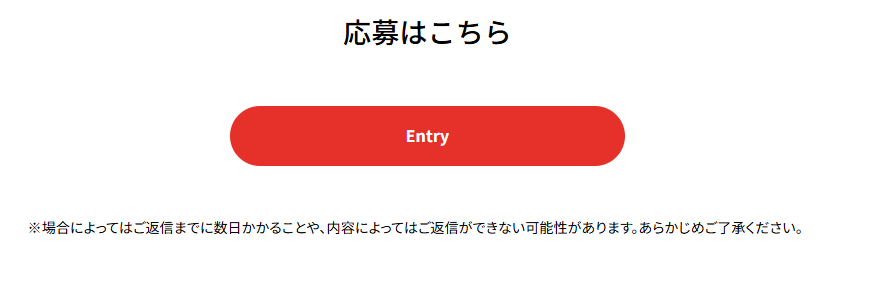 応募はこちら
Entry
※場合によってはご返信までに数日かかることや、内容によってはご返信ができない可能性があります。あらかじめご了承ください。